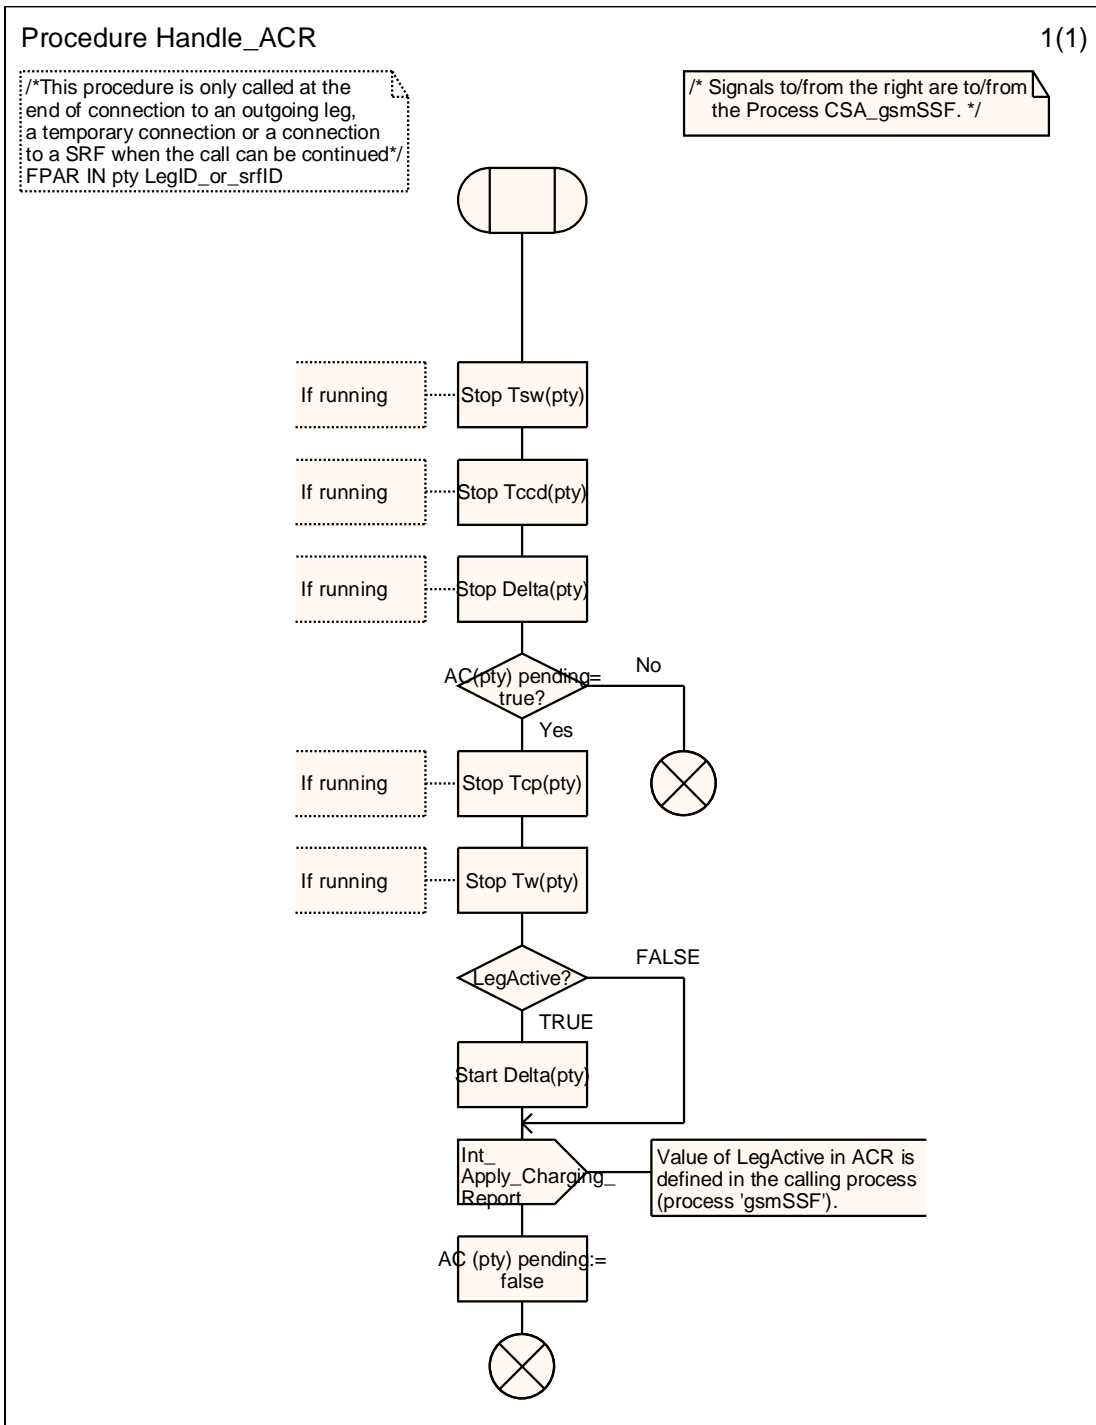 Procedure Handle_ACR
1(1)
/*This procedure is only called at the
end of connection to an outgoing leg,
a temporary connection or a connection
to a SRF when the call can be continued*/
FPAR IN pty LegID_or_srfID
/* Signals to/from the right are to/from
the Process CSA_gsmSSF. */
If running
Stop Tsw(pty)
If running
Stop Tccd(pty)
If running
Stop Delta(pty)
AC(pty) pending=
true?
No
Yes
If running
Stop Tcp(pty)
If running
Stop Tw(pty)
LegActive?
FALSE
TRUE
Start Delta(pty)
Int_
Apply_Charging_
Report
Value of LegActive in ACR is
defined in the calling process
(process 'gsmSSF').
AC (pty) pending:=
false